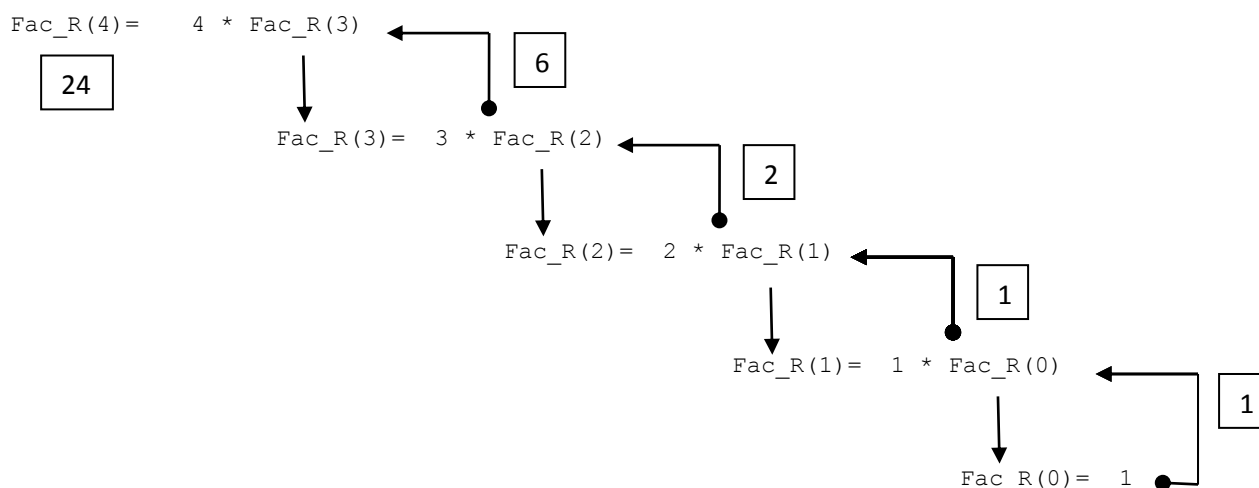 Fac_R(4)= 4 * Fac_R(3)
6
24
Fac_R(3)= 3 * Fac_R(2)
2
Fac_R(2)= 2 * Fac_R(1)
1
Fac_R(1)= 1 * Fac_R(0)
1
Fac R(0)= 1